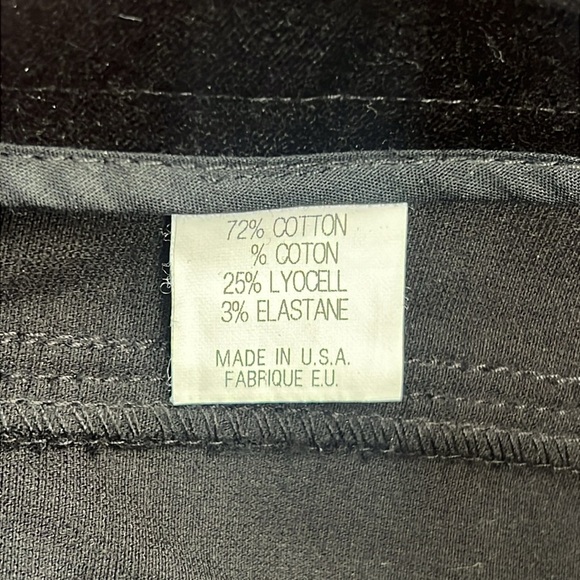 72% COTTON
% COTON
25% LYOCELL
3% ELASTANE
MADE IN U.S.A.
FABRIQUE E.U.